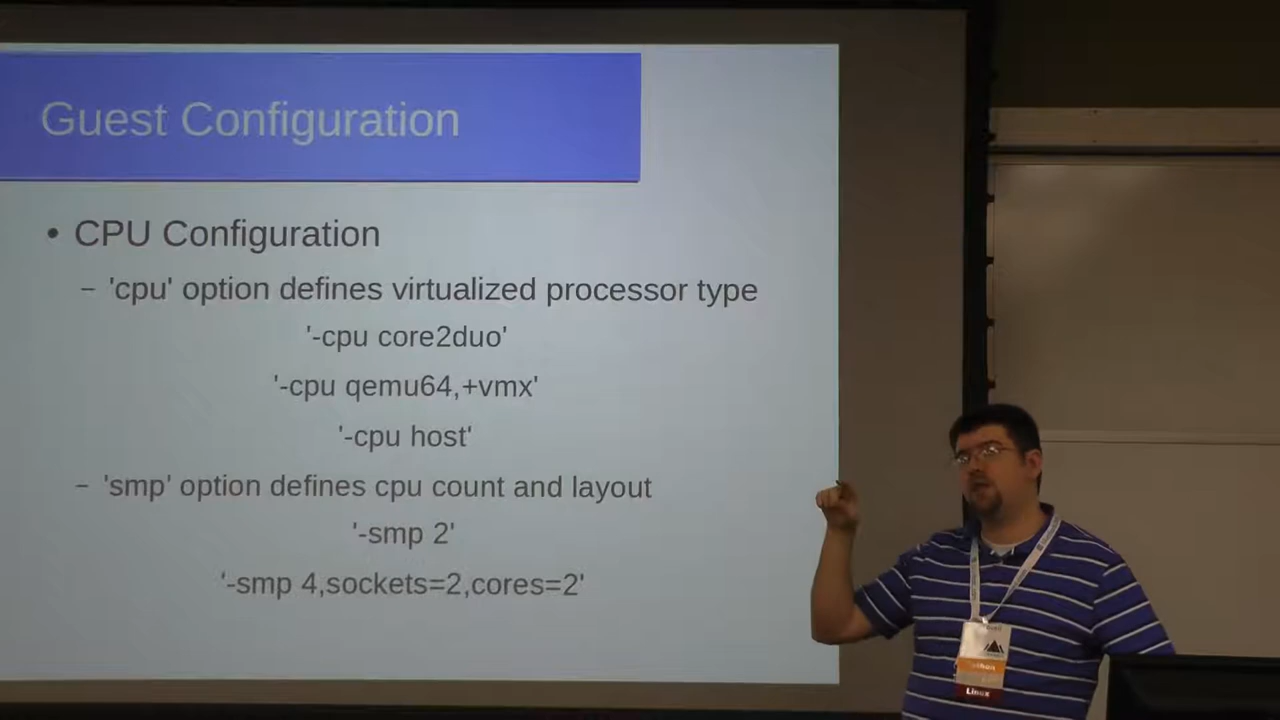 Guest Configuration
• CPU Configuration
– 'cpu' option defines virtualized processor type
'-cpu core2duo'
'-cpu qemu64,+vmx'
'-cpu host'
– 'smp' option defines cpu count and layout
'-smp 2'
'-smp 4,sockets=2,cores=2'
Linux